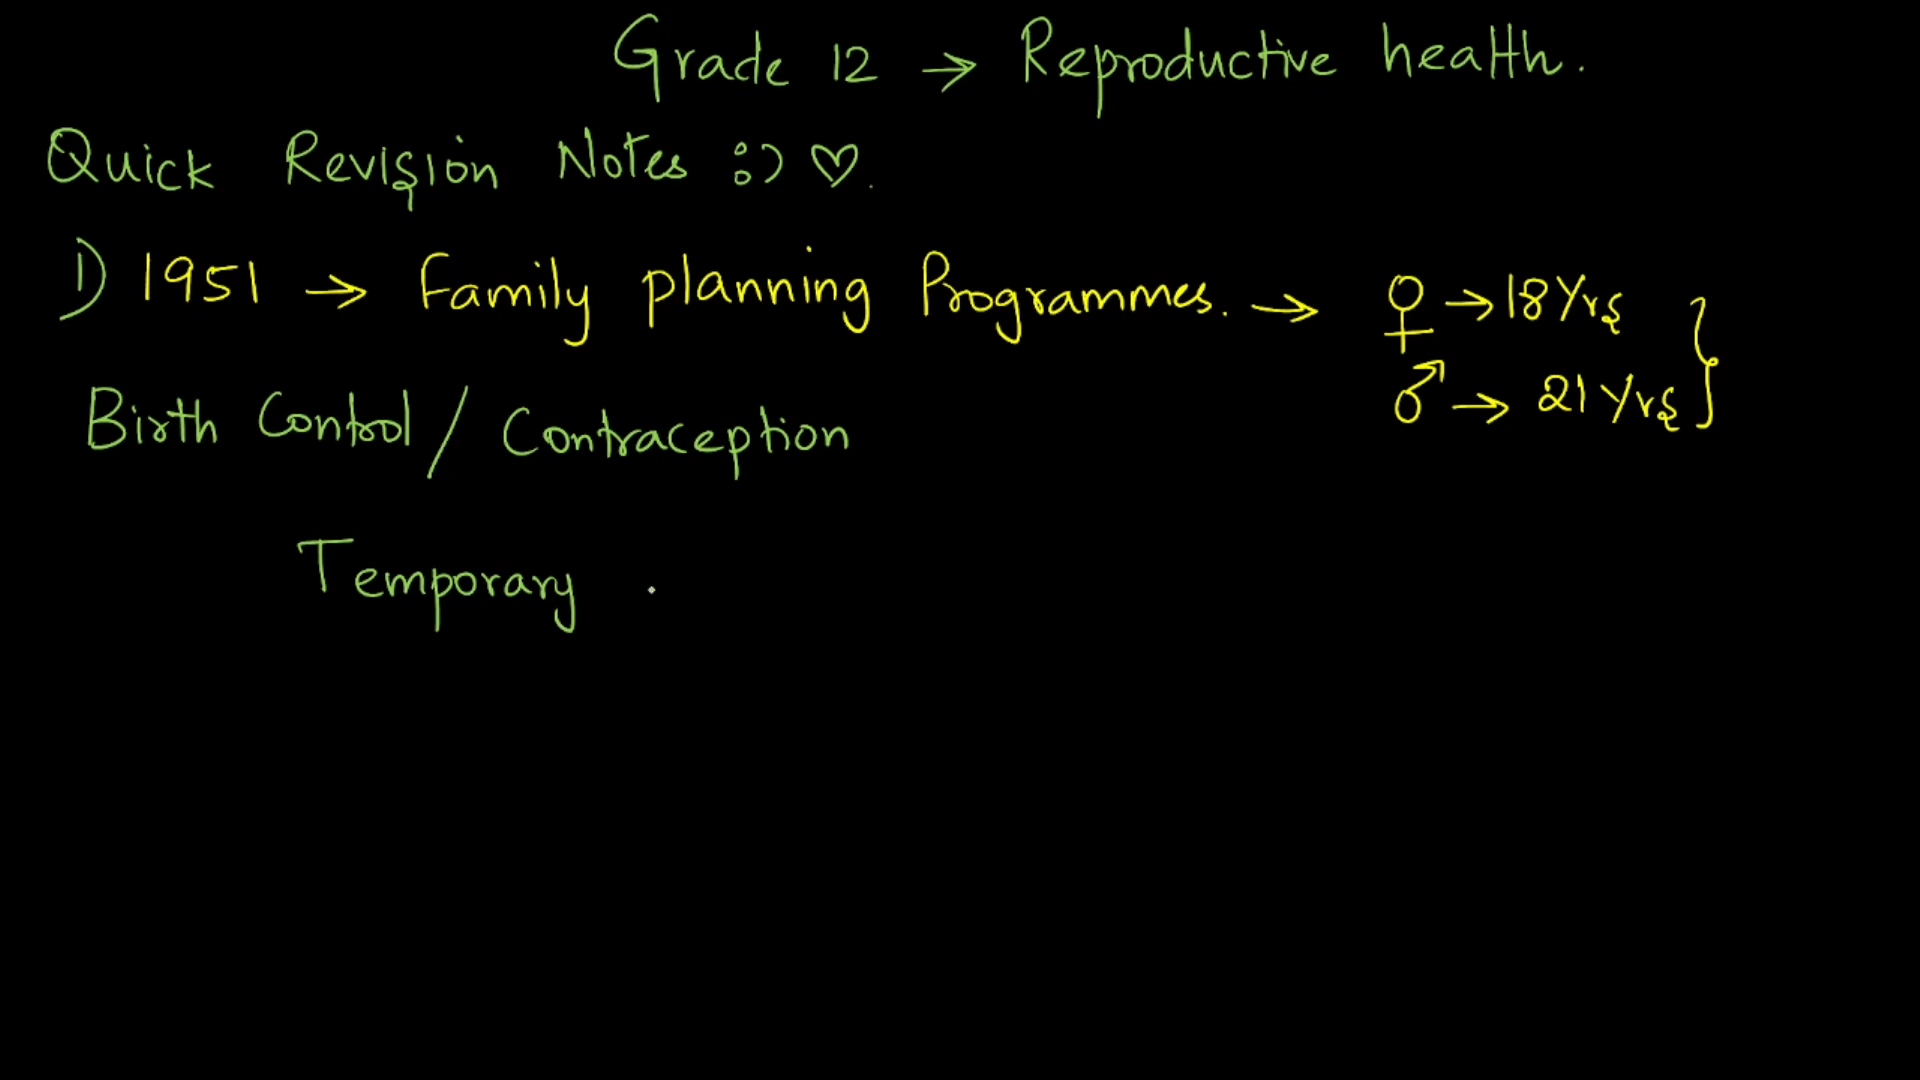 Grade 12 → Reproductive health.
Quick Revision Notes :) ♡.
1) 1951 → Family planning Programmes. → ♀ → 18 Yrs
♂ → 21 Yrs
Birth Control / Contraception
Temporary